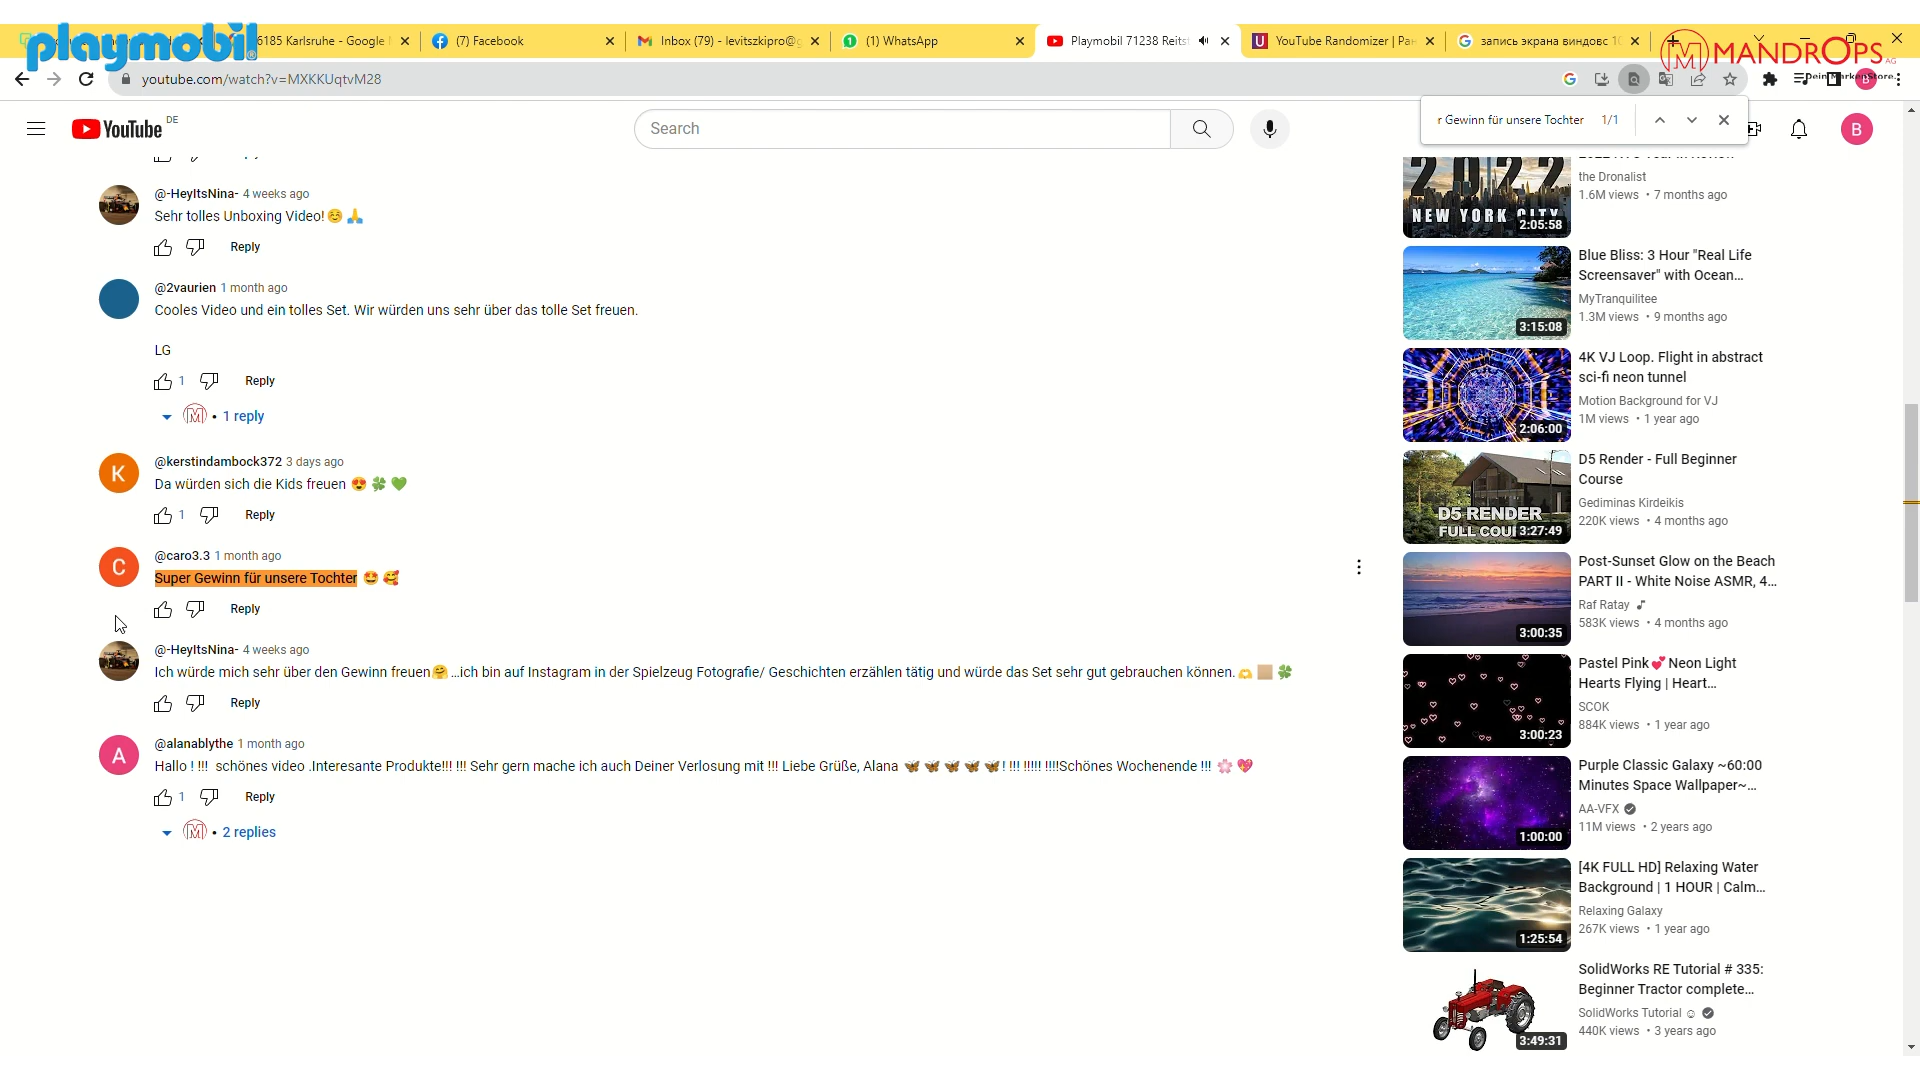 playmobil
6185 Karlsruhe - Google
(7) Facebook
Inbox (79) - levitszkipro@g
(1) WhatsApp
Playmobil 71238 Reits
YouTube Randomizer | Ран
запись экрана виндовс 10
MANDROPS AG
Dein MarkenStore.
youtube.com/watch?v=MXKKUqtvM28
YouTube DE
Search
r Gewinn für unsere Tochter 1/1
B
@-HeyItsNina- 4 weeks ago
Sehr tolles Unboxing Video!☺️🙏
Reply
@2vaurien 1 month ago
Cooles Video und ein tolles Set. Wir würden uns sehr über das tolle Set freuen.
LG
1 Reply
• 1 reply
K
@kerstindambock372 3 days ago
Da würden sich die Kids freuen 😍 🍀 💚
1 Reply
C
@caro3.3 1 month ago
Super Gewinn für unsere Tochter 🤩 🥰
Reply
@-HeyItsNina- 4 weeks ago
Ich würde mich sehr über den Gewinn freuen🤗...ich bin auf Instagram in der Spielzeug Fotografie/ Geschichten erzählen tätig und würde das Set sehr gut gebrauchen können.🫶 🏼 🍀
Reply
A
@alanablythe 1 month ago
Hallo ! !!! schönes video .Interesante Produkte!!! !!! Sehr gern mache ich auch Deiner Verlosung mit !!! Liebe Grüße, Alana 🦋 🦋 🦋 🦋 🦋! !!! !!!!! !!!!Schönes Wochenende !!! 🌸 💖
1 Reply
• 2 replies
2022
NEW YORK CITY
2:05:58
the Dronalist
1.6M views • 7 months ago
3:15:08
Blue Bliss: 3 Hour "Real Life
Screensaver" with Ocean...
MyTranquilitee
1.3M views • 9 months ago
2:06:00
4K VJ Loop. Flight in abstract
sci-fi neon tunnel
Motion Background for VJ
1M views • 1 year ago
D5 RENDER
FULL COU
3:27:49
D5 Render - Full Beginner
Course
Gediminas Kirdeikis
220K views • 4 months ago
3:00:35
Post-Sunset Glow on the Beach
PART II - White Noise ASMR, 4...
Raf Ratay
583K views • 4 months ago
3:00:23
Pastel Pink💕 Neon Light
Hearts Flying | Heart...
SCOK
884K views • 1 year ago
1:00:00
Purple Classic Galaxy ~60:00
Minutes Space Wallpaper~...
AA-VFX
11M views • 2 years ago
1:25:54
[4K FULL HD] Relaxing Water
Background | 1 HOUR | Calm...
Relaxing Galaxy
267K views • 1 year ago
3:49:31
SolidWorks RE Tutorial # 335:
Beginner Tractor complete...
SolidWorks Tutorial ☺
440K views • 3 years ago